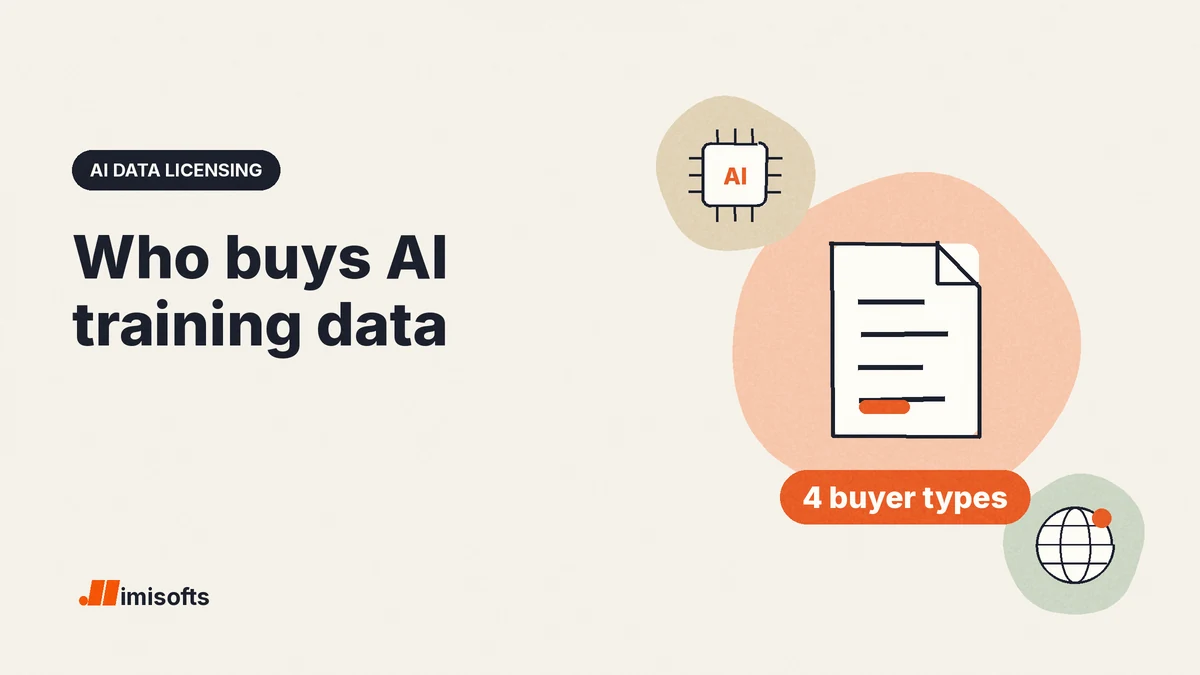 AI DATA LICENSING
Who buys AI
training data
AI
4 buyer types
imisofts